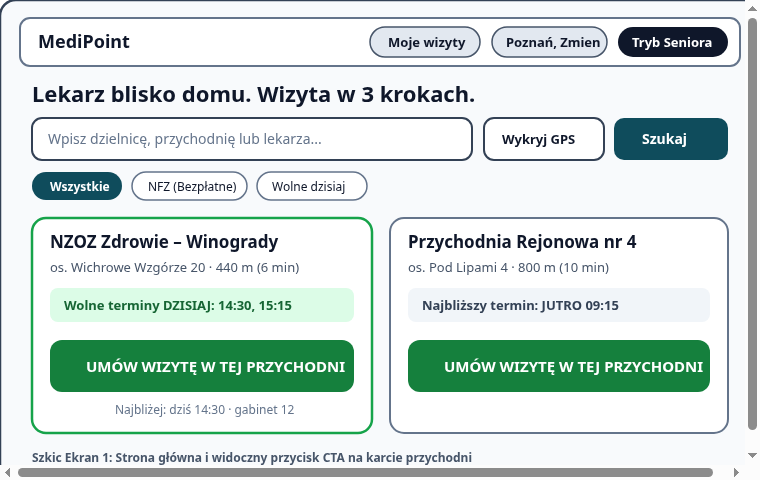 MediPoint
Moje wizyty
Poznań, Zmien
Tryb Seniora
Lekarz blisko domu. Wizyta w 3 krokach.
Wpisz dzielnicę, przychodnię lub lekarza...
Wykryj GPS
Szukaj
Wszystkie
NFZ (Bezpłatne)
Wolne dzisiaj
NZOZ Zdrowie – Winogrady
os. Wichrowe Wzgórze 20 · 440 m (6 min)
Wolne terminy DZISIAJ: 14:30, 15:15
UMÓW WIZYTĘ W TEJ PRZYCHODNI
Najbliżej: dziś 14:30 · gabinet 12
Przychodnia Rejonowa nr 4
os. Pod Lipami 4 · 800 m (10 min)
Najbliższy termin: JUTRO 09:15
UMÓW WIZYTĘ W TEJ PRZYCHODNI
Szkic Ekran 1: Strona główna i widoczny przycisk CTA na karcie przychodni